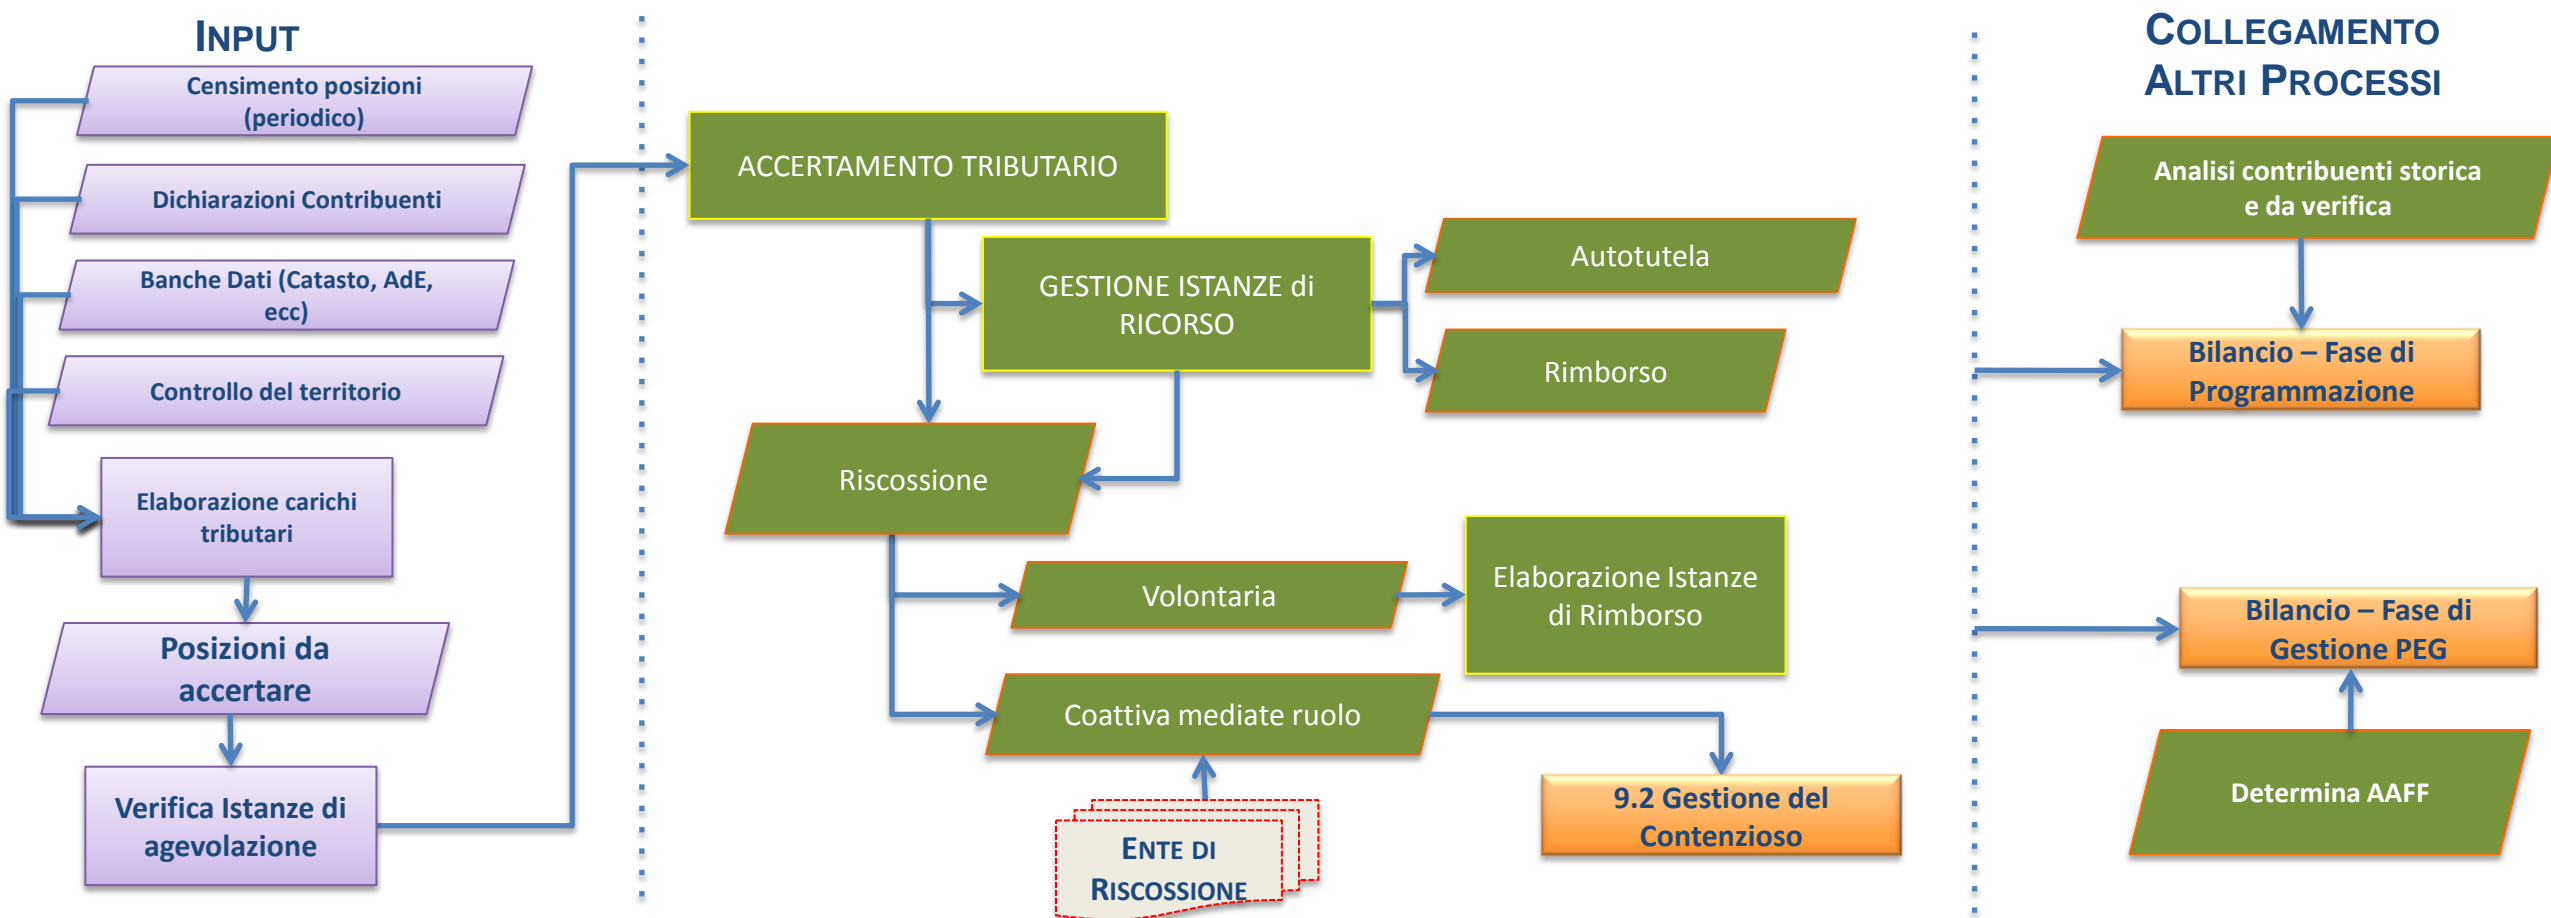 INPUT
Censimento posizioni
(periodico)
Dichiarazioni Contribuenti
Banche Dati (Catasto, AdE,
ecc)
Controllo del territorio
Elaborazione carichi
tributari
Posizioni da
accertare
Verifica Istanze di
agevolazione
ACCERTAMENTO TRIBUTARIO
GESTIONE ISTANZE di
RICORSO
Autotutela
Rimborso
Riscossione
Volontaria
Elaborazione Istanze
di Rimborso
Coattiva mediate ruolo
ENTE DI
RISCOSSIONE
9.2 Gestione del
Contenzioso
COLLEGAMENTO
ALTRI PROCESSI
Analisi contribuenti storica
e da verifica
Bilancio – Fase di
Programmazione
Bilancio – Fase di
Gestione PEG
Determina AAFF